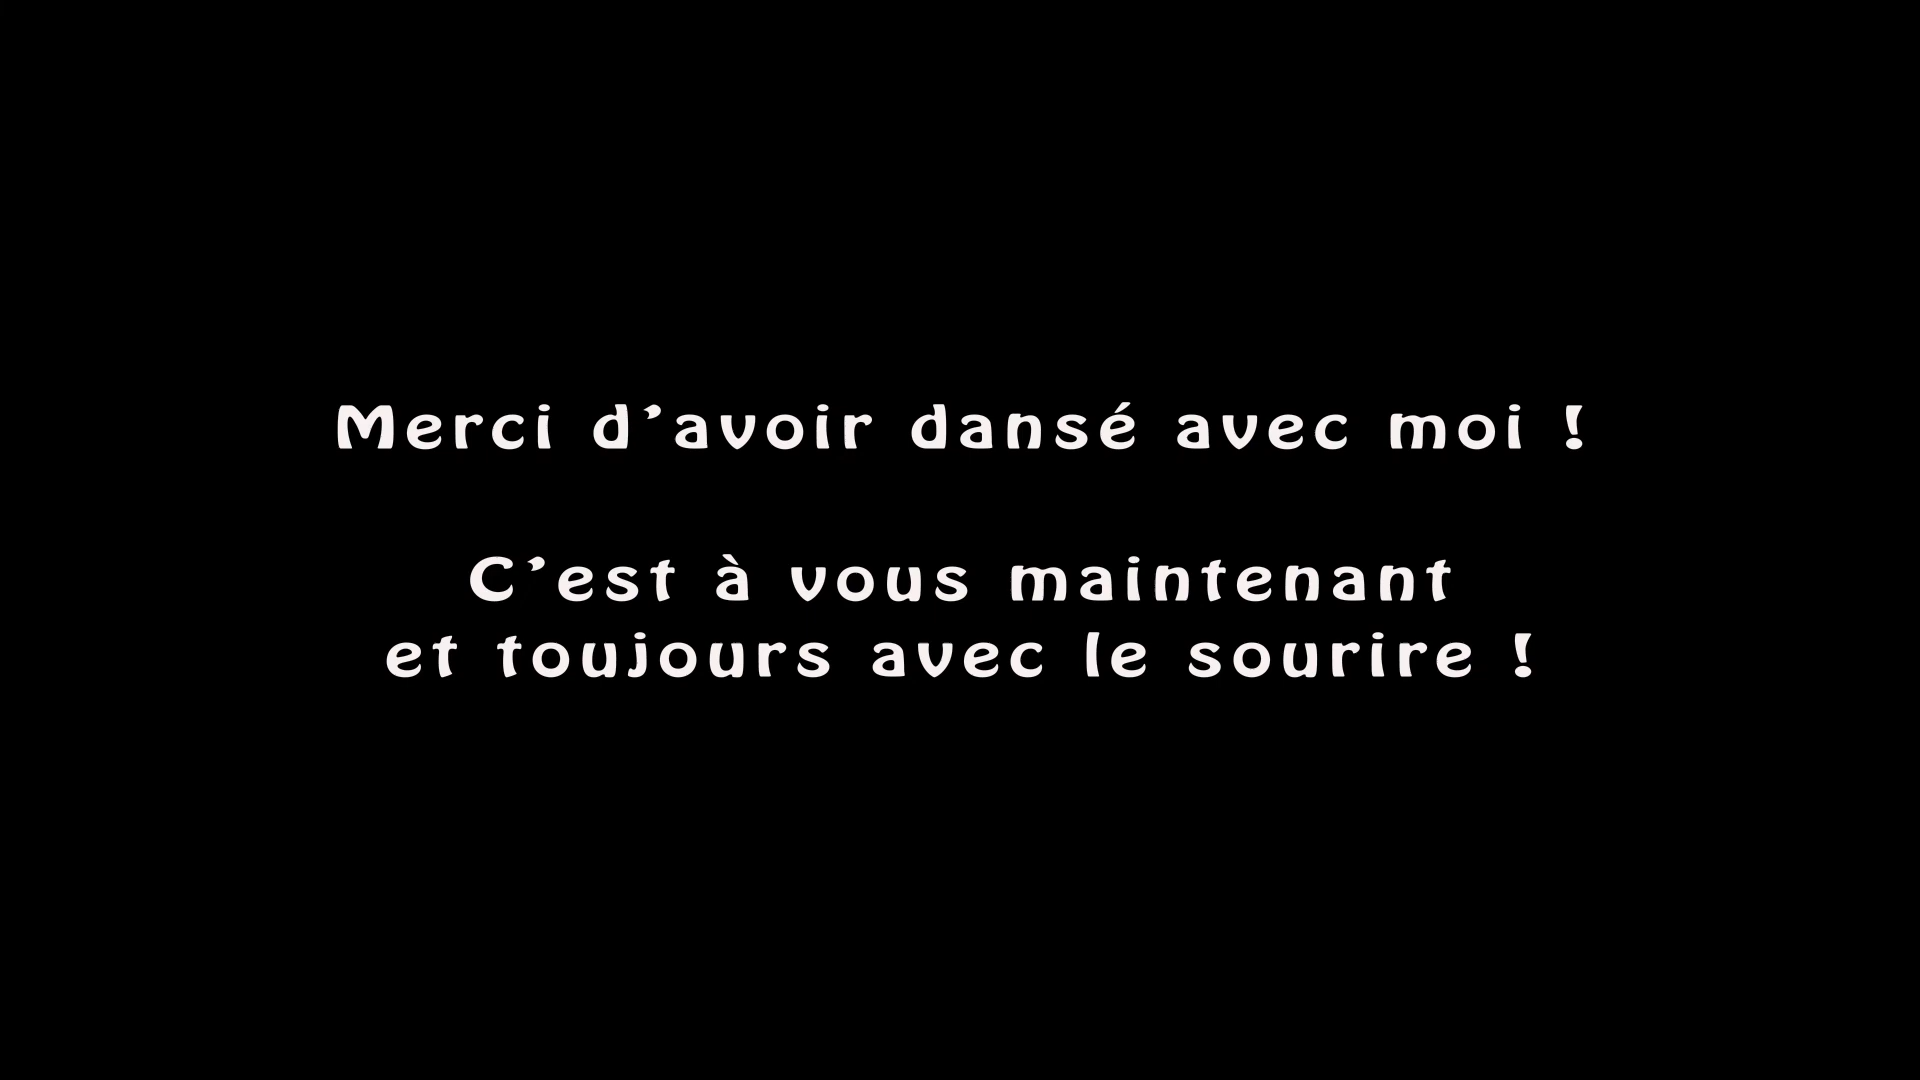 Merci d’avoir dansé avec moi !
C’est à vous maintenant
et toujours avec le sourire !